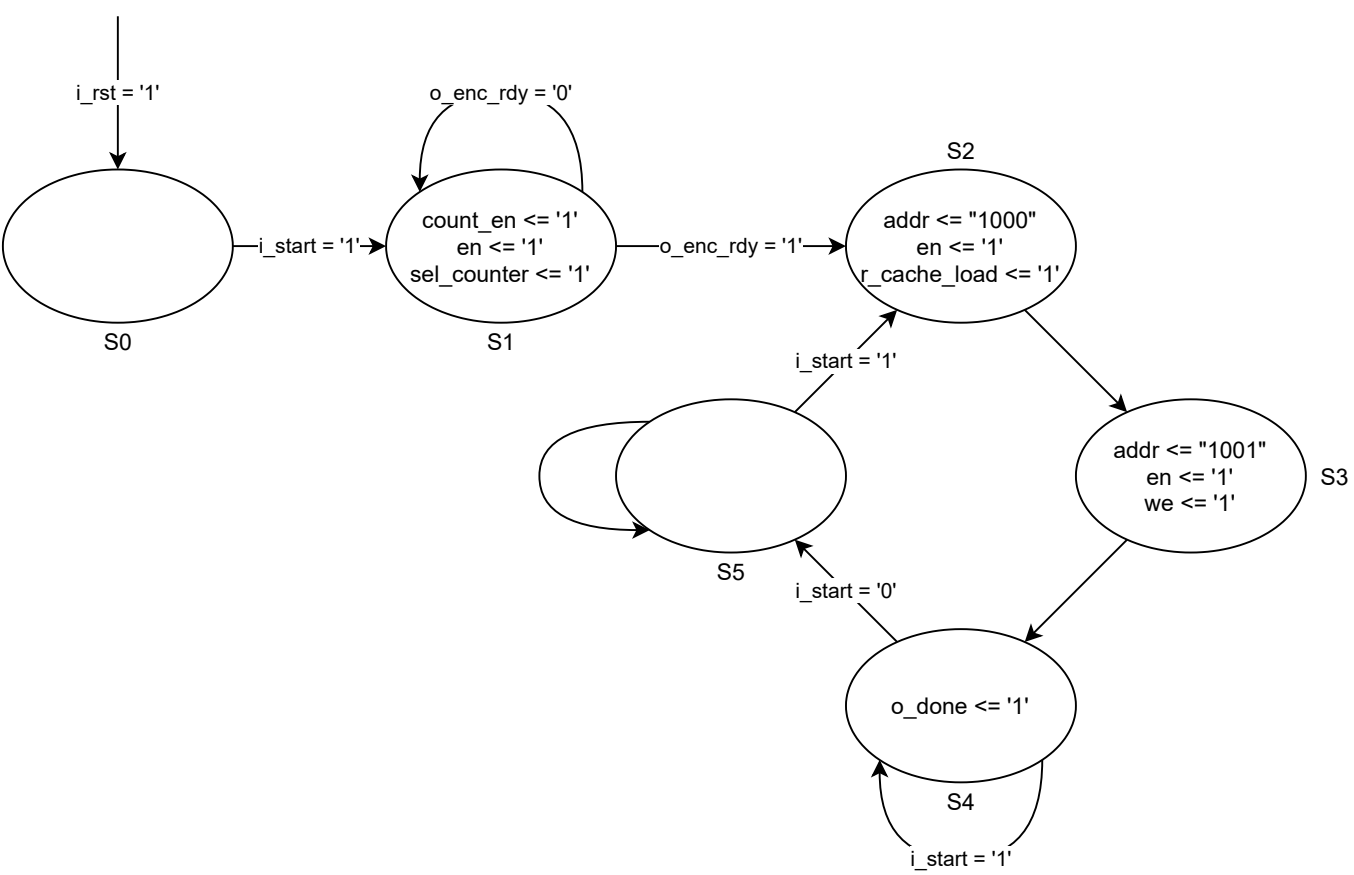 i_rst = '1'
o_enc_rdy = '0'
S2
count_en <= '1'
en <= '1'
sel_counter <= '1'
addr <= "1000"
en <= '1'
r_cache_load <= '1'
i_start = '1'
o_enc_rdy = '1'
S0
S1
i_start = '1'
addr <= "1001"
en <= '1'
we <= '1'
S3
S5
i_start = '0'
o_done <= '1'
S4
i_start = '1'